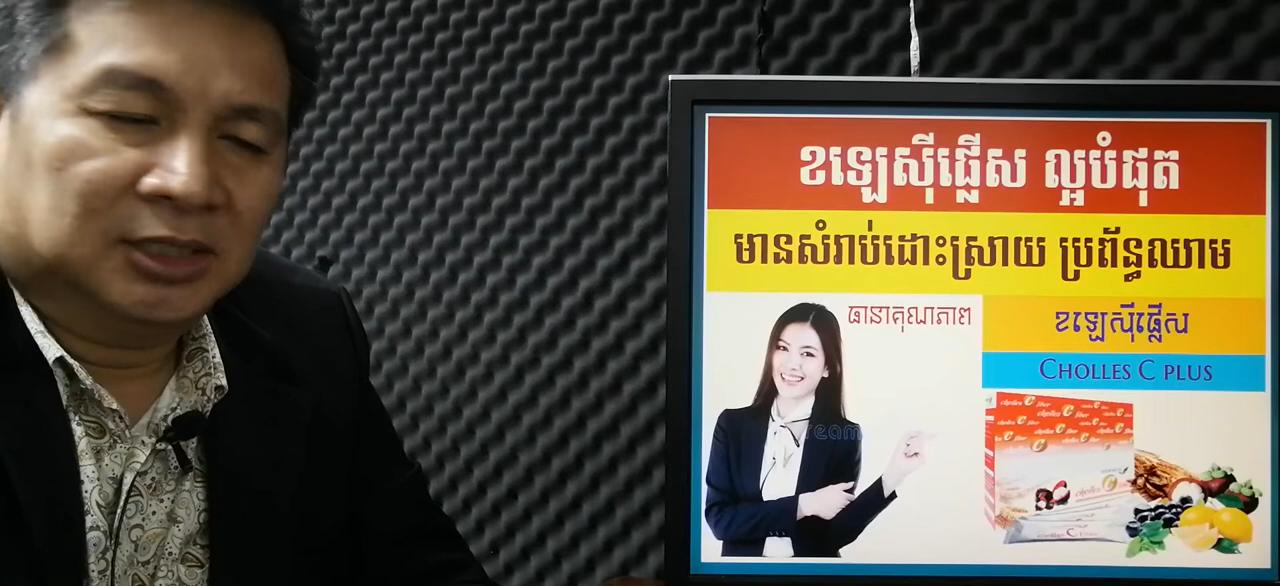 ខឡេស៊ីផ្លើស ល្អបំផុត
មានសំរាប់ដោះស្រាយ ប្រព័ន្ធឈាម
ធានាគុណភាព
ខឡេស៊ីផ្លើស
CHOLLES C PLUS
chollex C fiber